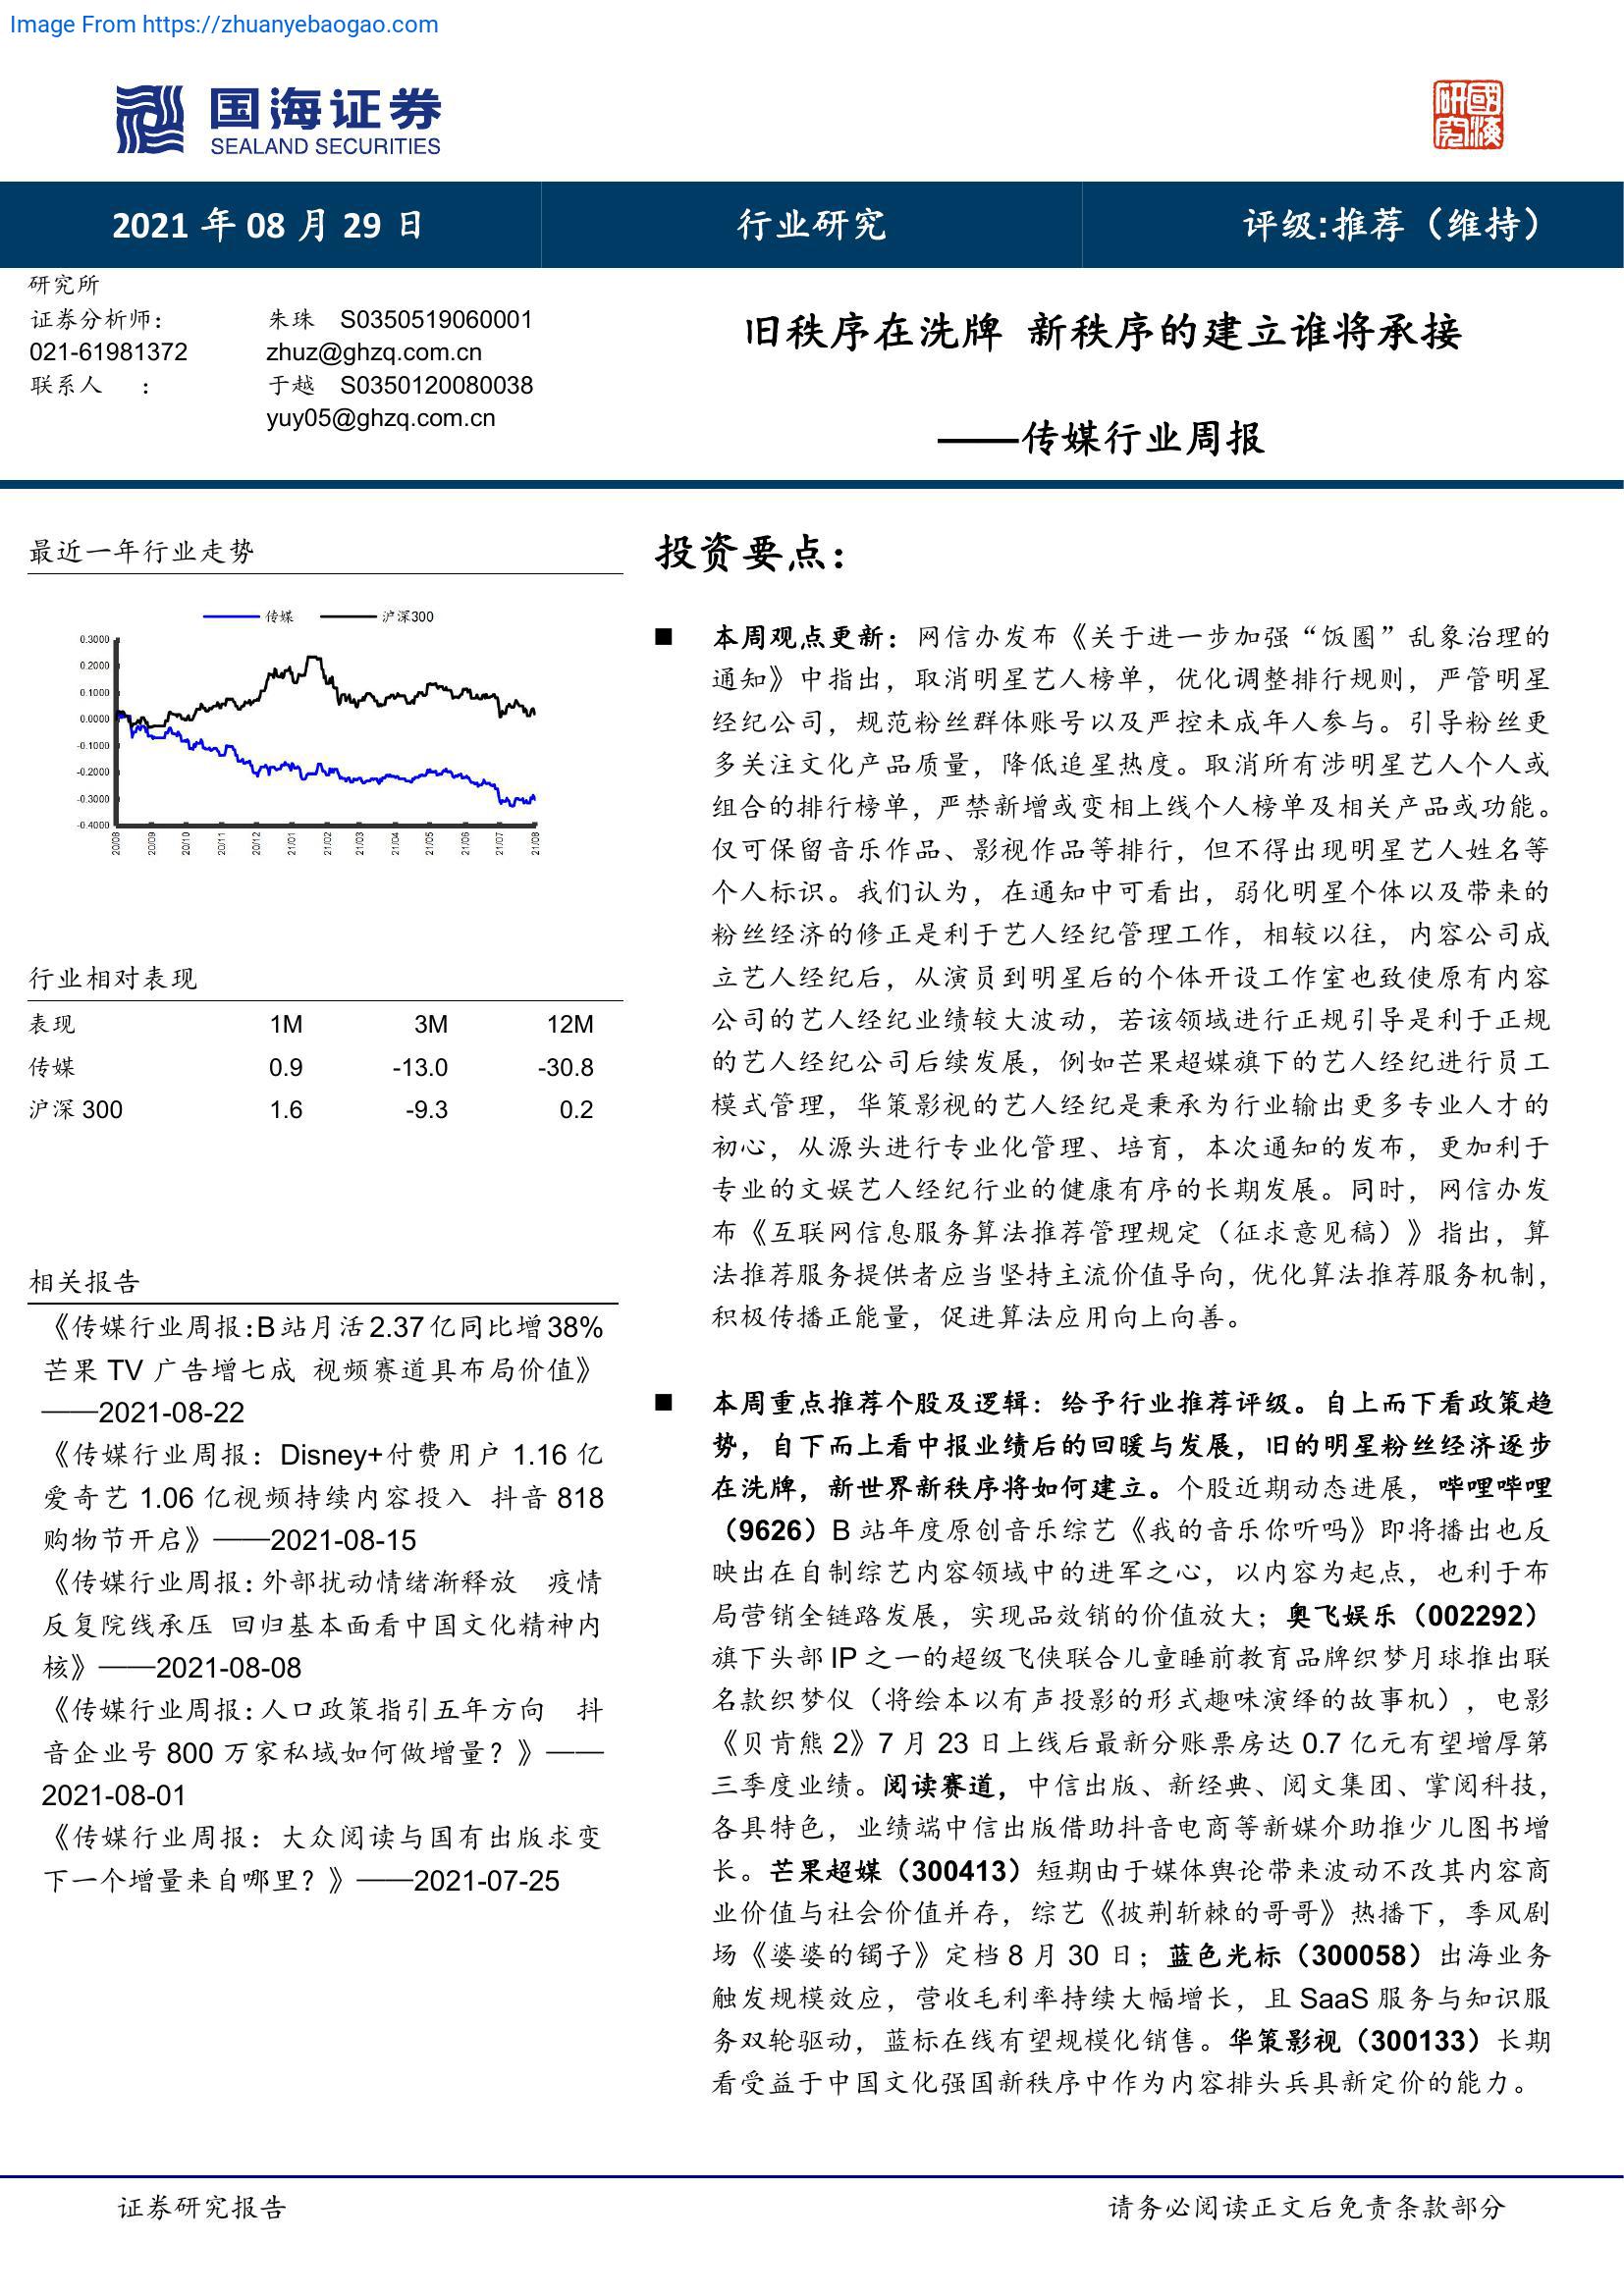 Image From https://zhuanyebaogao.com
国海证券
SEALAND SECURITIES
國海研究
2021 年 08 月 29 日
行业研究
评级:推荐（维持）
研究所
证券分析师: 朱珠 S0350519060001
021-61981372 zhuz@ghzq.com.cn
联系人 : 于越 S0350120080038
yuy05@ghzq.com.cn
旧秩序在洗牌 新秩序的建立谁将承接
——传媒行业周报
最近一年行业走势
传媒 沪深300
0.3000
0.2000
0.1000
0.0000
-0.1000
-0.2000
-0.3000
-0.4000
20/08 20/09 20/10 20/11 20/12 21/01 21/02 21/03 21/04 21/05 21/06 21/07 21/08
行业相对表现
表现 1M 3M 12M
传媒 0.9 -13.0 -30.8
沪深 300 1.6 -9.3 0.2
相关报告
《传媒行业周报:B 站月活 2.37 亿同比增 38%
芒果 TV 广告增七成 视频赛道具布局价值》
——2021-08-22
《传媒行业周报: Disney+付费用户 1.16 亿
爱奇艺 1.06 亿视频持续内容投入 抖音 818
购物节开启》——2021-08-15
《传媒行业周报:外部扰动情绪渐释放 疫情
反复院线承压 回归基本面看中国文化精神内
核》——2021-08-08
《传媒行业周报:人口政策指引五年方向 抖
音企业号 800 万家私域如何做增量？》——
2021-08-01
《传媒行业周报: 大众阅读与国有出版求变
下一个增量来自哪里？》——2021-07-25
投资要点：
■ 本周观点更新：网信办发布《关于进一步加强“饭圈”乱象治理的
通知》中指出，取消明星艺人榜单，优化调整排行规则，严管明星
经纪公司，规范粉丝群体账号以及严控未成年人参与。引导粉丝更
多关注文化产品质量，降低追星热度。取消所有涉明星艺人个人或
组合的排行榜单，严禁新增或变相上线个人榜单及相关产品或功能。
仅可保留音乐作品、影视作品等排行，但不得出现明星艺人姓名等
个人标识。我们认为，在通知中可看出，弱化明星个体以及带来的
粉丝经济的修正是利于艺人经纪管理工作，相较以往，内容公司成
立艺人经纪后，从演员到明星后的个体开设工作室也致使原有内容
公司的艺人经纪业绩较大波动，若该领域进行正规引导是利于正规
的艺人经纪公司后续发展，例如芒果超媒旗下的艺人经纪进行员工
模式管理，华策影视的艺人经纪是秉承为行业输出更多专业人才的
初心，从源头进行专业化管理、培育，本次通知的发布，更加利于
专业的文娱艺人经纪行业的健康有序的长期发展。同时，网信办发
布《互联网信息服务算法推荐管理规定（征求意见稿）》指出，算
法推荐服务提供者应当坚持主流价值导向，优化算法推荐服务机制，
积极传播正能量，促进算法应用向上向善。
■ 本周重点推荐个股及逻辑：给予行业推荐评级。自上而下看政策趋
势，自下而上看中报业绩后的回暖与发展，旧的明星粉丝经济逐步
在洗牌，新世界新秩序将如何建立。个股近期动态进展，哔哩哔哩
（9626）B 站年度原创音乐综艺《我的音乐你听吗》即将播出也反
映出在自制综艺内容领域中的进军之心，以内容为起点，也利于布
局营销全链路发展，实现品效销的价值放大；奥飞娱乐（002292）
旗下头部 IP 之一的超级飞侠联合儿童睡前教育品牌织梦月球推出联
名款织梦仪（将绘本以有声投影的形式趣味演绎的故事机），电影
《贝肯熊 2》7 月 23 日上线后最新分账票房达 0.7 亿元有望增厚第
三季度业绩。阅读赛道，中信出版、新经典、阅文集团、掌阅科技，
各具特色，业绩端中信出版借助抖音电商等新媒介助推少儿图书增
长。芒果超媒（300413）短期由于媒体舆论带来波动不改其内容商
业价值与社会价值并存，综艺《披荆斩棘的哥哥》热播下，季风剧
场《婆婆的镯子》定档 8 月 30 日；蓝色光标（300058）出海业务
触发规模效应，营收毛利率持续大幅增长，且 SaaS 服务与知识服
务双轮驱动，蓝标在线有望规模化销售。华策影视（300133）长期
看受益于中国文化强国新秩序中作为内容排头兵具新定价的能力。
证券研究报告
请务必阅读正文后免责条款部分